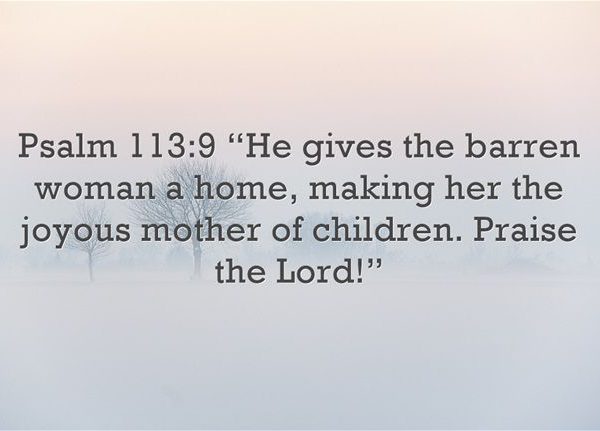 Psalm 113:9 “He gives the barren
woman a home, making her the
joyous mother of children. Praise
the Lord!”